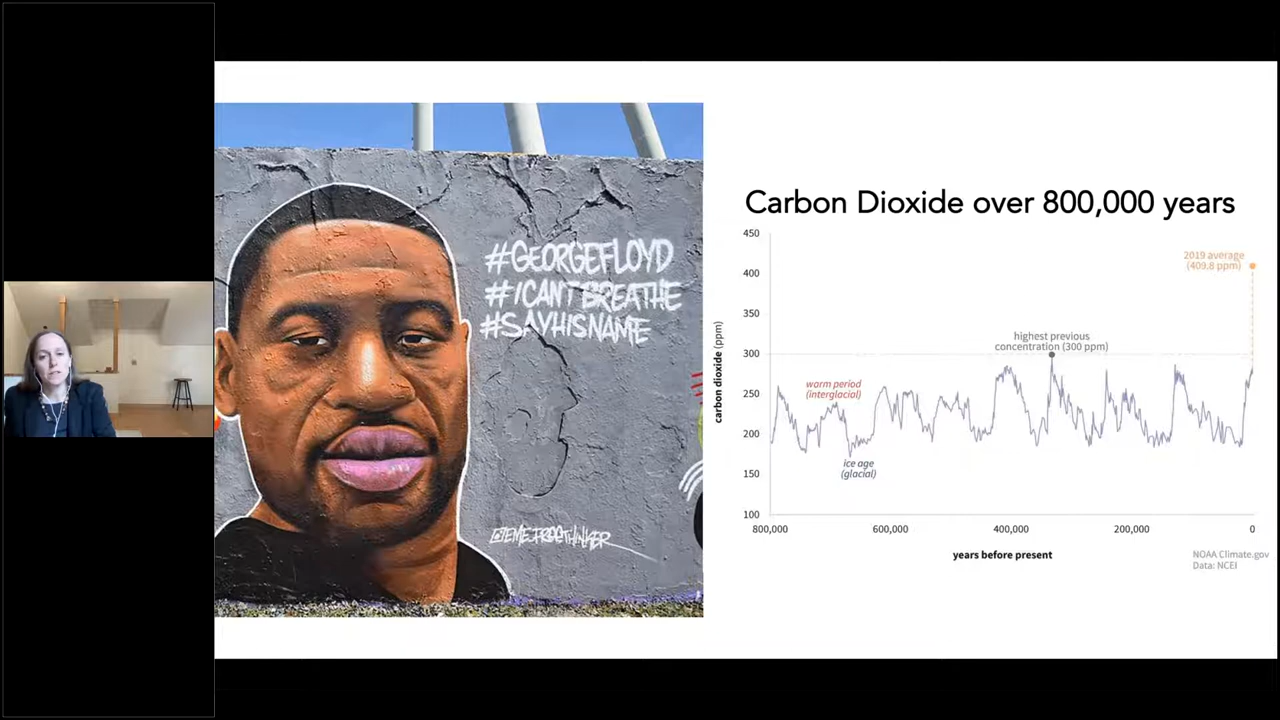 #GEORGEFLOYD
#ICANTBREATHE
#SAYHISNAME
@EME.FREETHINKER
Carbon Dioxide over 800,000 years
450
400
350
300
250
200
150
100
carbon dioxide (ppm)
2019 average
(409.8 ppm)
highest previous
concentration (300 ppm)
warm period
(interglacial)
ice age
(glacial)
800,000
600,000
400,000
200,000
0
years before present
NOAA Climate.gov
Data: NCEI